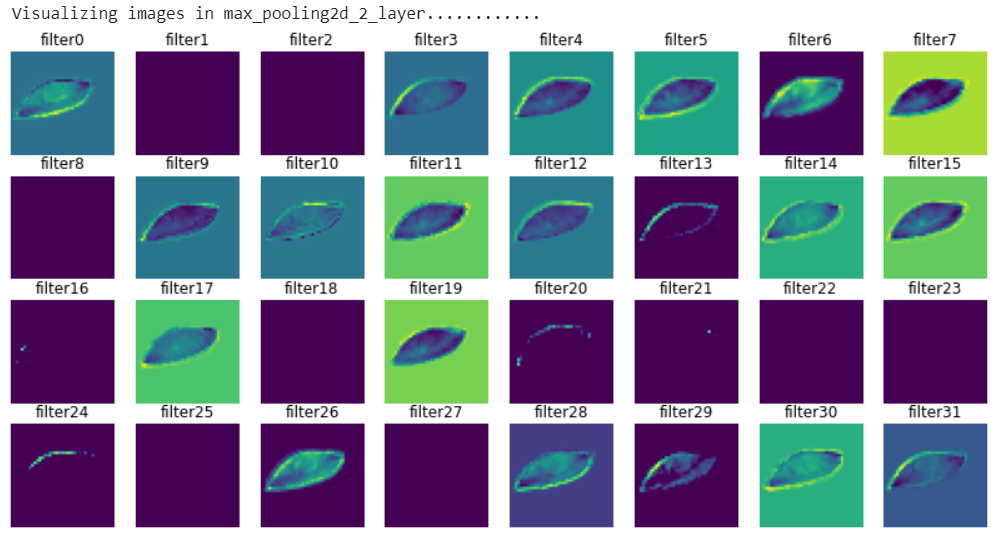 Visualizing images in max_pooling2d_2_layer............
filter0 filter1 filter2 filter3 filter4 filter5 filter6 filter7
filter8 filter9 filter10 filter11 filter12 filter13 filter14 filter15
filter16 filter17 filter18 filter19 filter20 filter21 filter22 filter23
filter24 filter25 filter26 filter27 filter28 filter29 filter30 filter31